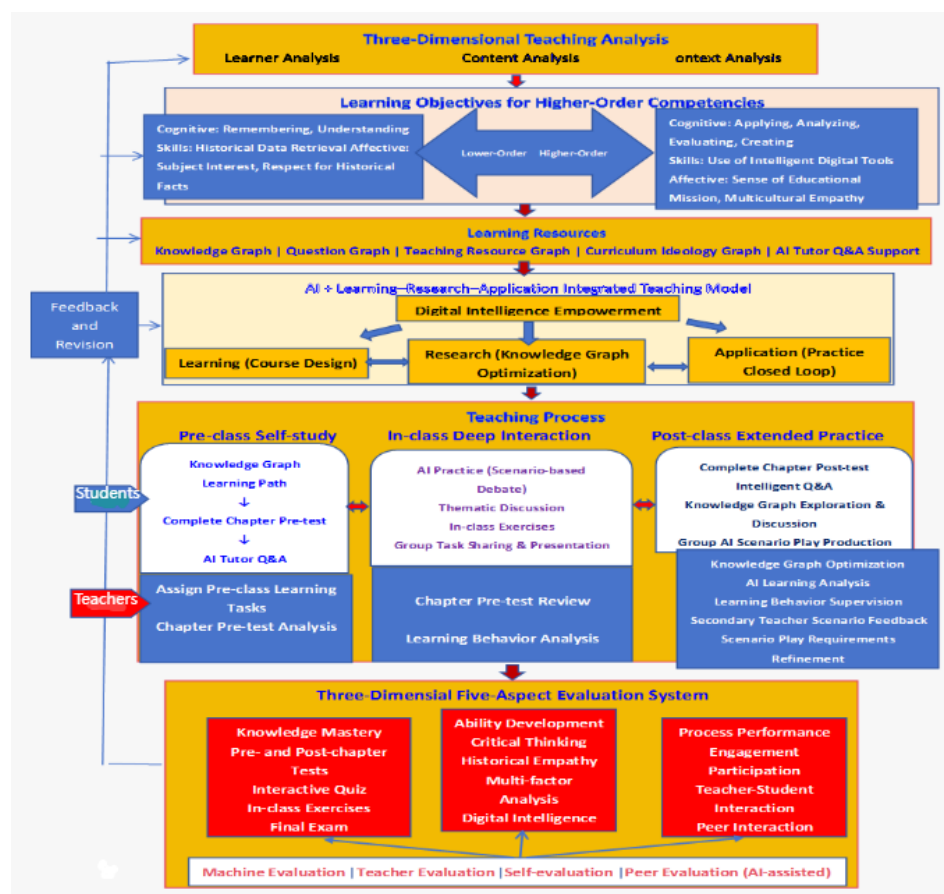 Three-Dimensional Teaching Analysis
Learner Analysis Content Analysis ontext Analysis
Learning Objectives for Higher-Order Competencies
Cognitive: Remembering, Understanding
Skills: Historical Data Retrieval Affective:
Subject Interest, Respect for Historical
Facts
Lower-Order Higher-Order
Cognitive: Applying, Analyzing,
Evaluating, Creating
Skills: Use of Intelligent Digital Tools
Affective: Sense of Educational
Mission, Multicultural Empathy
Learning Resources
Knowledge Graph | Question Graph | Teaching Resource Graph | Curriculum Ideology Graph | AI Tutor Q&A Support
Feedback
and
Revision
AI + Learning–Research–Application Integrated Teaching Model
Digital Intelligence Empowerment
Learning (Course Design)
Research (Knowledge Graph
Optimization)
Application (Practice
Closed Loop)
Teaching Process
Pre-class Self-study In-class Deep Interaction Post-class Extended Practice
Students
Knowledge Graph
Learning Path
↓
Complete Chapter Pre-test
↓
AI Tutor Q&A
AI Practice (Scenario-based
Debate)
Thematic Discussion
In-class Exercises
Group Task Sharing & Presentation
Complete Chapter Post-test
Intelligent Q&A
Knowledge Graph Exploration &
Discussion
Group AI Scenario Play Production
Teachers
Assign Pre-class Learning
Tasks
Chapter Pre-test Analysis
Chapter Pre-test Review
Learning Behavior Analysis
Knowledge Graph Optimization
AI Learning Analysis
Learning Behavior Supervision
Secondary Teacher Scenario Feedback
Scenario Play Requirements
Refinement
Three-Dimensial Five-Aspect Evaluation System
Knowledge Mastery
Pre- and Post-chapter
Tests
Interactive Quiz
In-class Exercises
Final Exam
Ability Development
Critical Thinking
Historical Empathy
Multi-factor
Analysis
Digital Intelligence
Process Performance
Engagement
Participation
Teacher-Student
Interaction
Peer Interaction
Machine Evaluation |Teacher Evaluation |Self-evaluation |Peer Evaluation (AI-assisted)